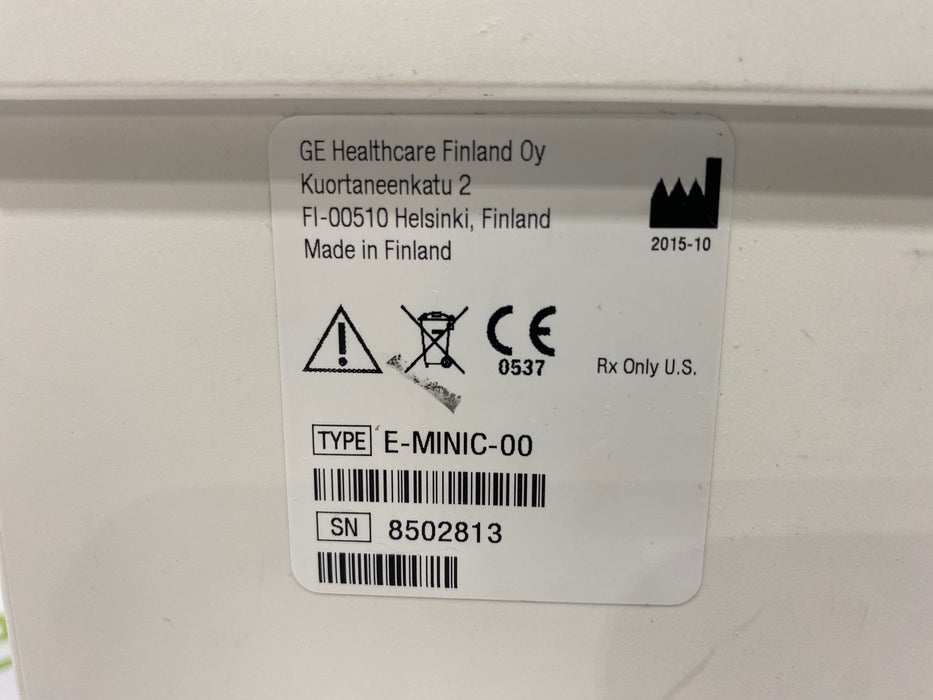 GE Healthcare Finland Oy
Kuortaneenkatu 2
FI-00510 Helsinki, Finland
Made in Finland
2015-10
CE
0537
Rx Only U.S.
TYPE E-MINIC-00
SN 8502813